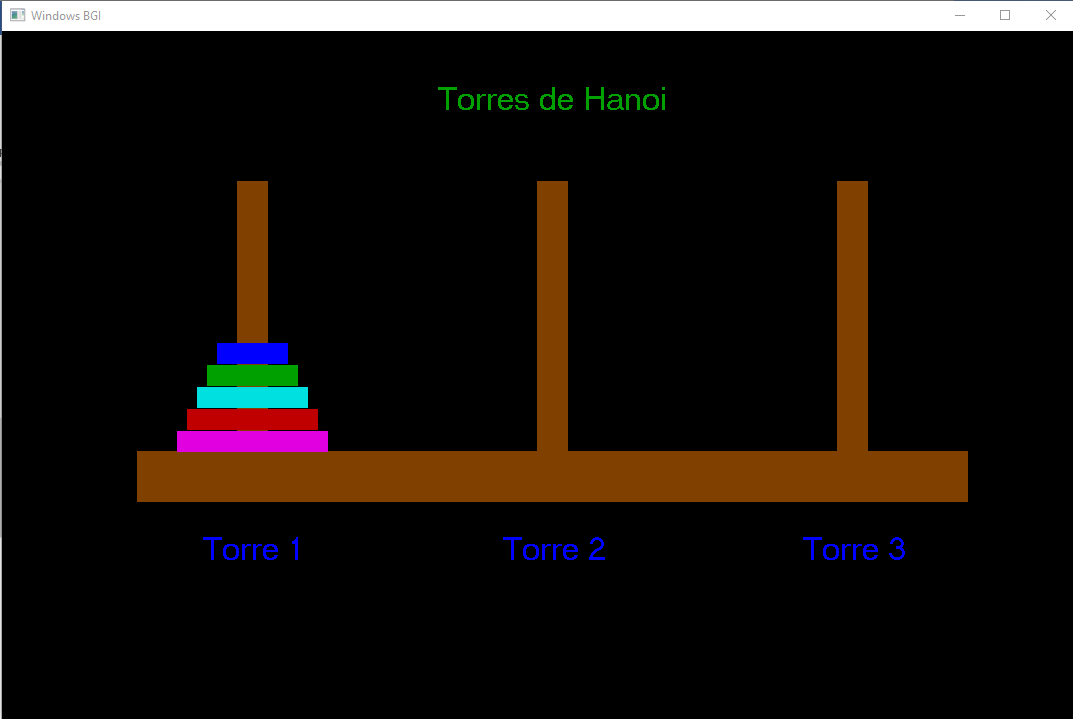 Windows BGI
Torres de Hanoi
Torre 1
Torre 2
Torre 3